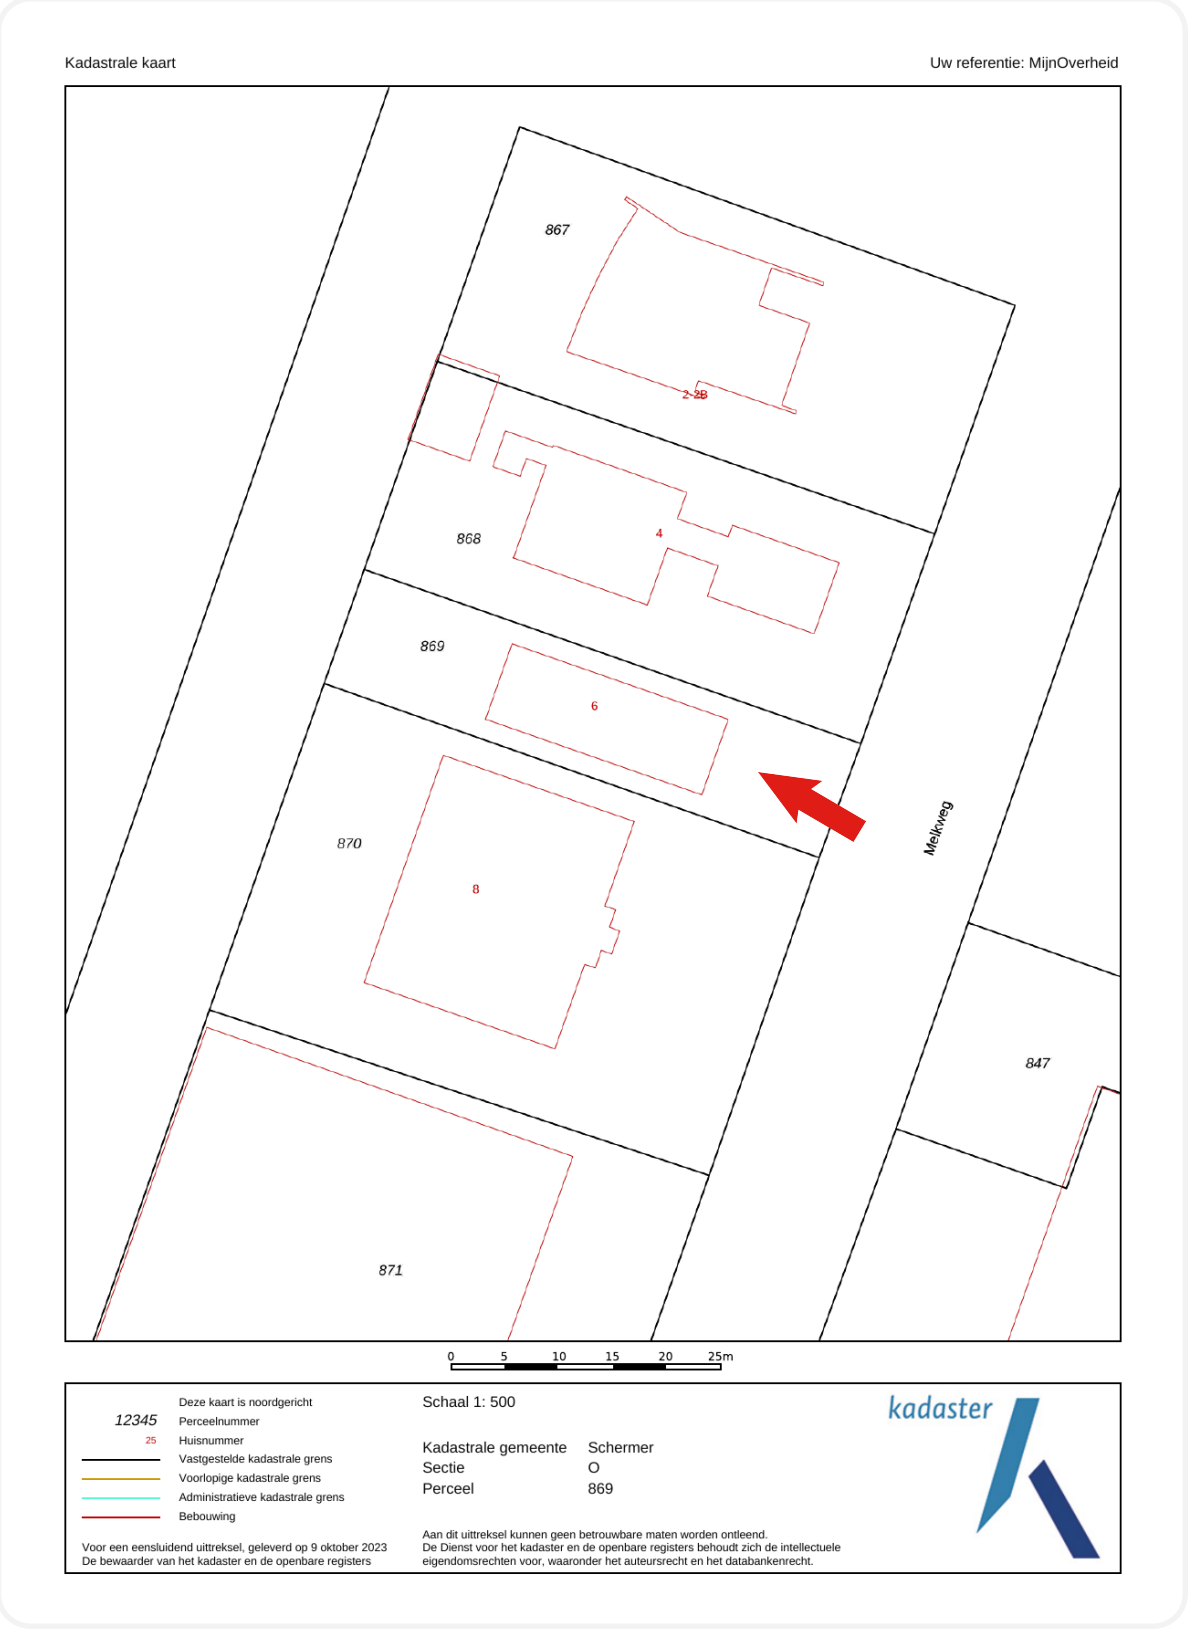 Kadastrale kaart
Uw referentie: MijnOverheid
867
2-2B
4
868
869
6
Melkweg
870
8
847
871
0 5 10 15 20 25m
Deze kaart is noordgericht
12345 Perceelnummer
25 Huisnummer
Vastgestelde kadastrale grens
Voorlopige kadastrale grens
Administratieve kadastrale grens
Bebouwing
Voor een eensluidend uittreksel, geleverd op 9 oktober 2023
De bewaarder van het kadaster en de openbare registers
Schaal 1: 500
Kadastrale gemeente Schermer
Sectie O
Perceel 869
Aan dit uittreksel kunnen geen betrouwbare maten worden ontleend.
De Dienst voor het kadaster en de openbare registers behoudt zich de intellectuele
eigendomsrechten voor, waaronder het auteursrecht en het databankenrecht.
kadaster